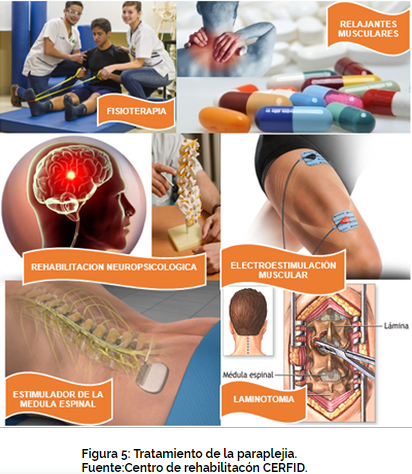 RELAJANTES
MUSCULARES
FISIOTERAPIA
REHABILITACION NEUROPSICOLOGICA
ELECTROESTIMULACIÓN
MUSCULAR
Lámina
Médula espinal
ESTIMULADOR DE LA
MEDULA ESPINAL
LAMINOTOMIA
Figura 5: Tratamiento de la paraplejia.
Fuente:Centro de rehabilitacón CERFID.